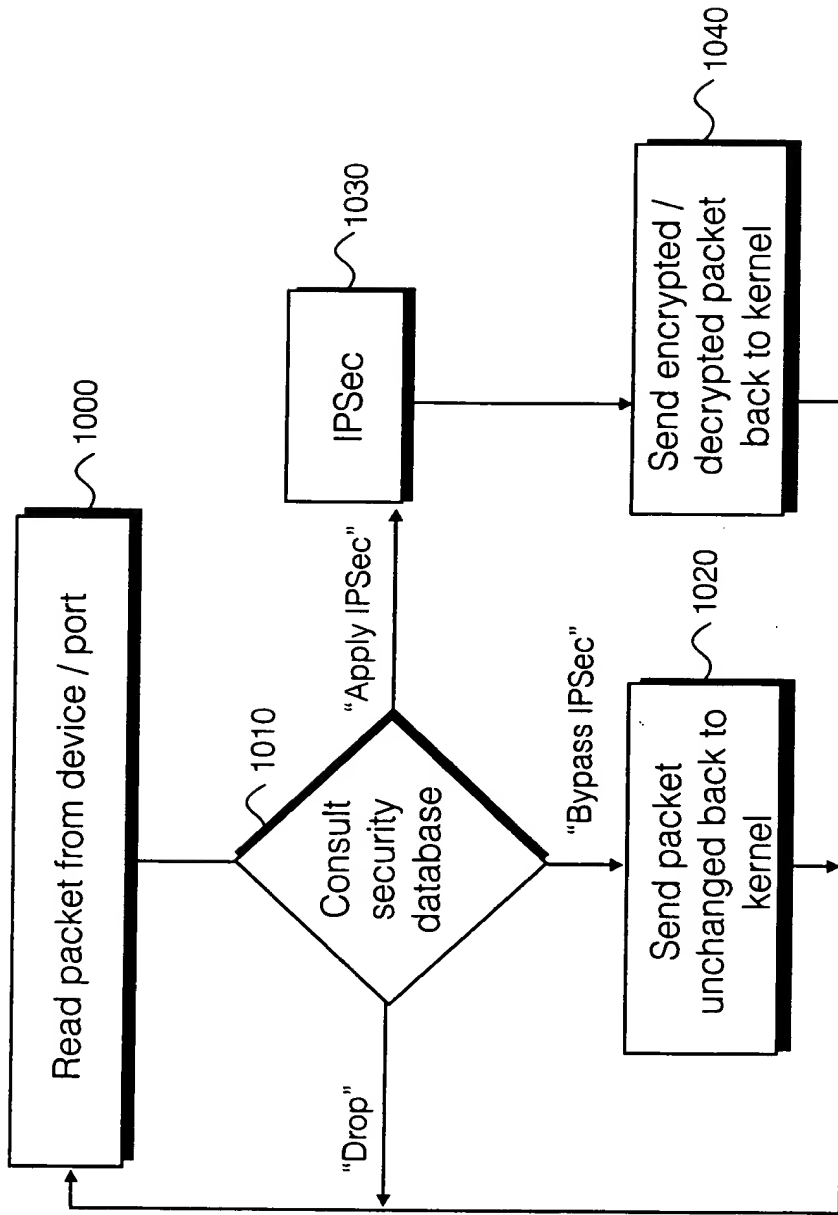 Read packet from device / port
1000
Consult
security
database
1010
"Drop"
"Apply IPSec"
IPSec
1030
"Bypass IPSec"
Send packet
unchanged back to
kernel
1020
Send encrypted /
decrypted packet
back to kernel
1040